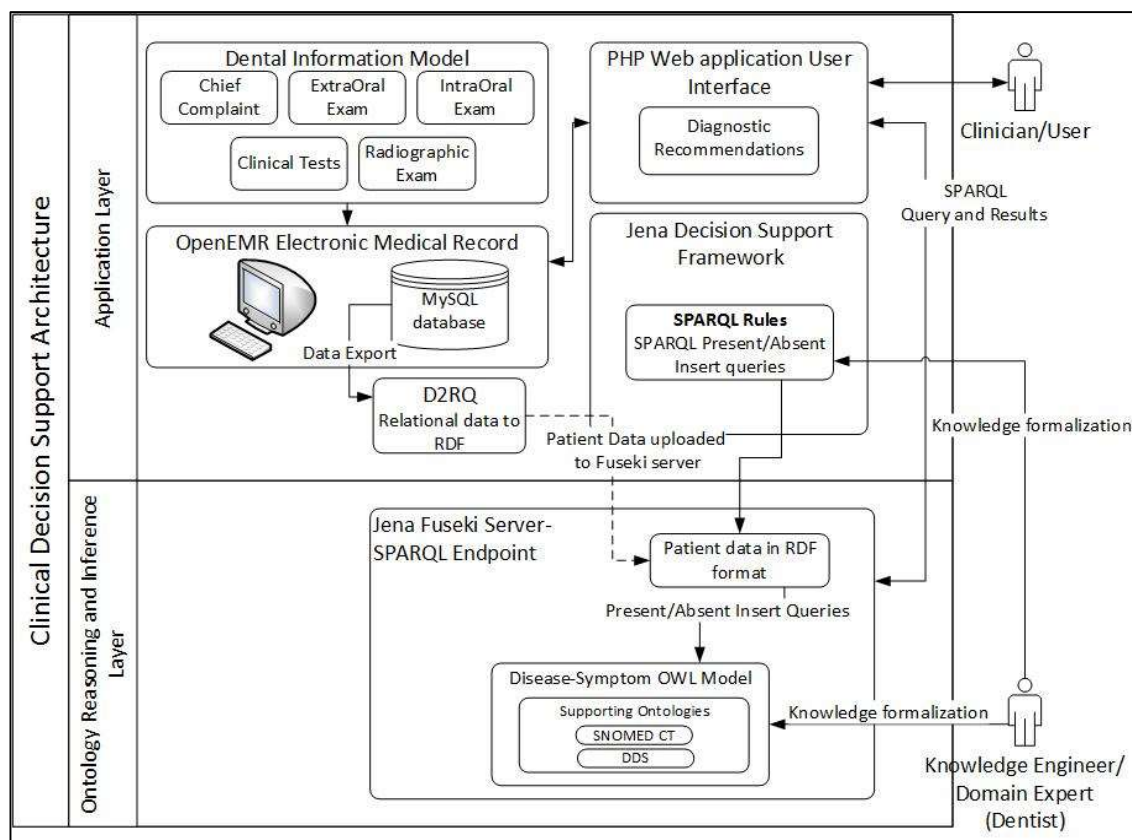 Clinical Decision Support Architecture
Application Layer
Dental Information Model
Chief
Complaint
ExtraOral
Exam
IntraOral
Exam
Clinical Tests
Radiographic
Exam
PHP Web application User
Interface
Diagnostic
Recommendations
Clinician/User
SPARQL
Query and Results
OpenEMR Electronic Medical Record
MySQL
database
Data Export
Jena Decision Support
Framework
SPARQL Rules
SPARQL Present/Absent
Insert queries
D2RQ
Relational data to
RDF
Patient Data uploaded
to Fuseki server
Knowledge formalization
Ontology Reasoning and Inference
Layer
Jena Fuseki Server-
SPARQL Endpoint
Patient data in RDF
format
Present/Absent Insert Queries
Disease-Symptom OWL Model
Supporting Ontologies
SNOMED CT
DDS
Knowledge formalization
Knowledge Engineer/
Domain Expert
(Dentist)